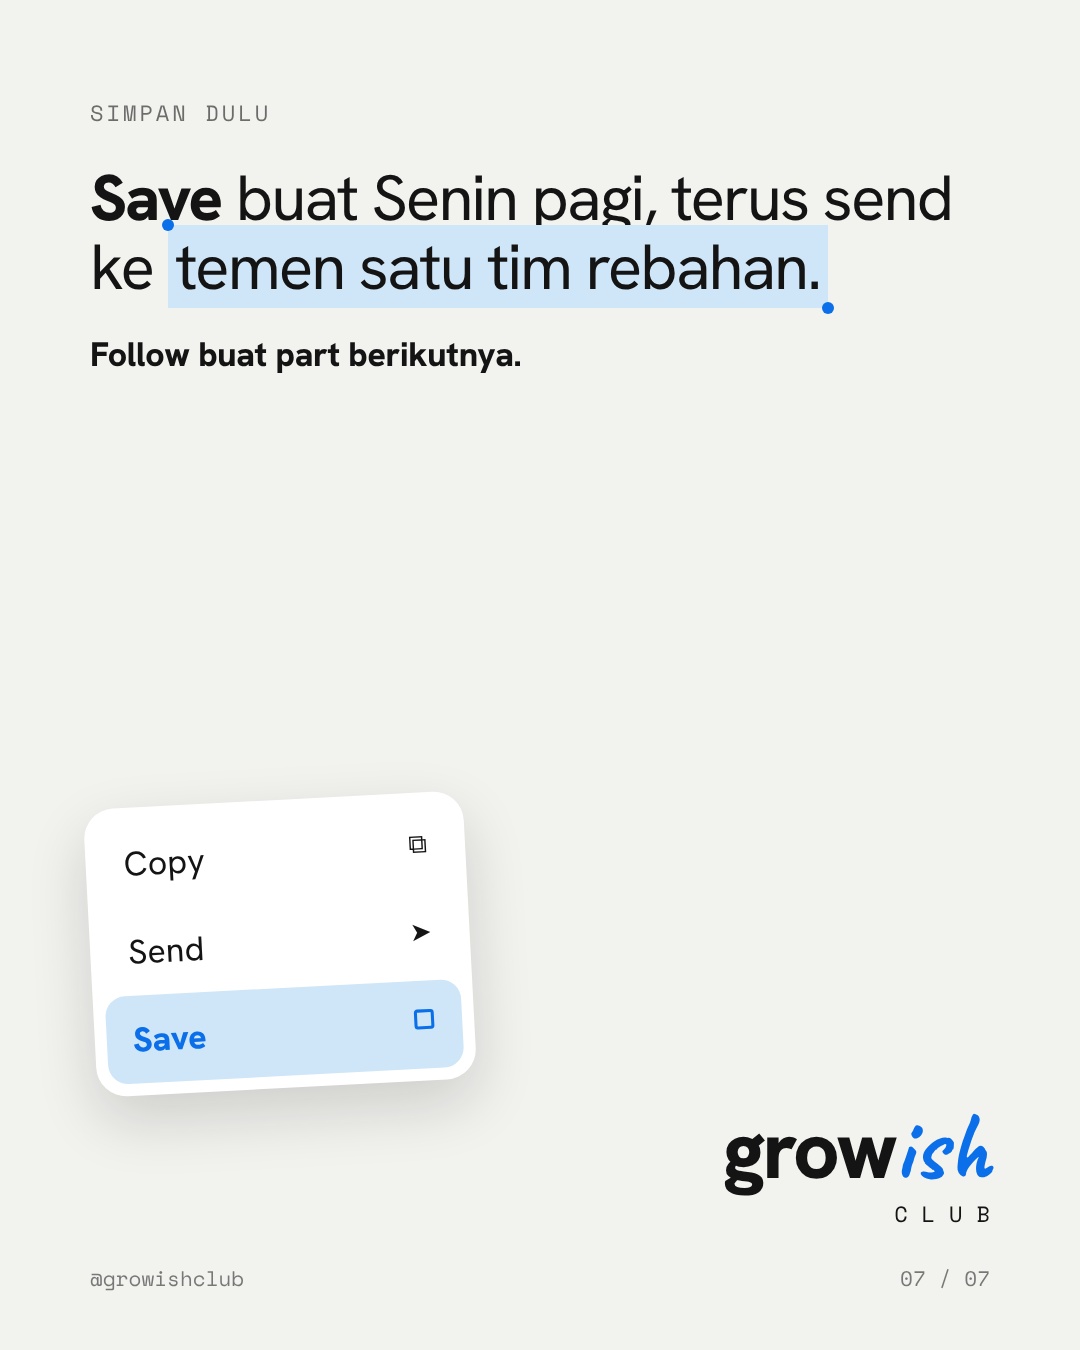 SIMPAN DULU
Save buat Senin pagi, terus send
ke temen satu tim rebahan.
Follow buat part berikutnya.
Copy
Send
Save
growish
CLUB
@growishclub
07 / 07